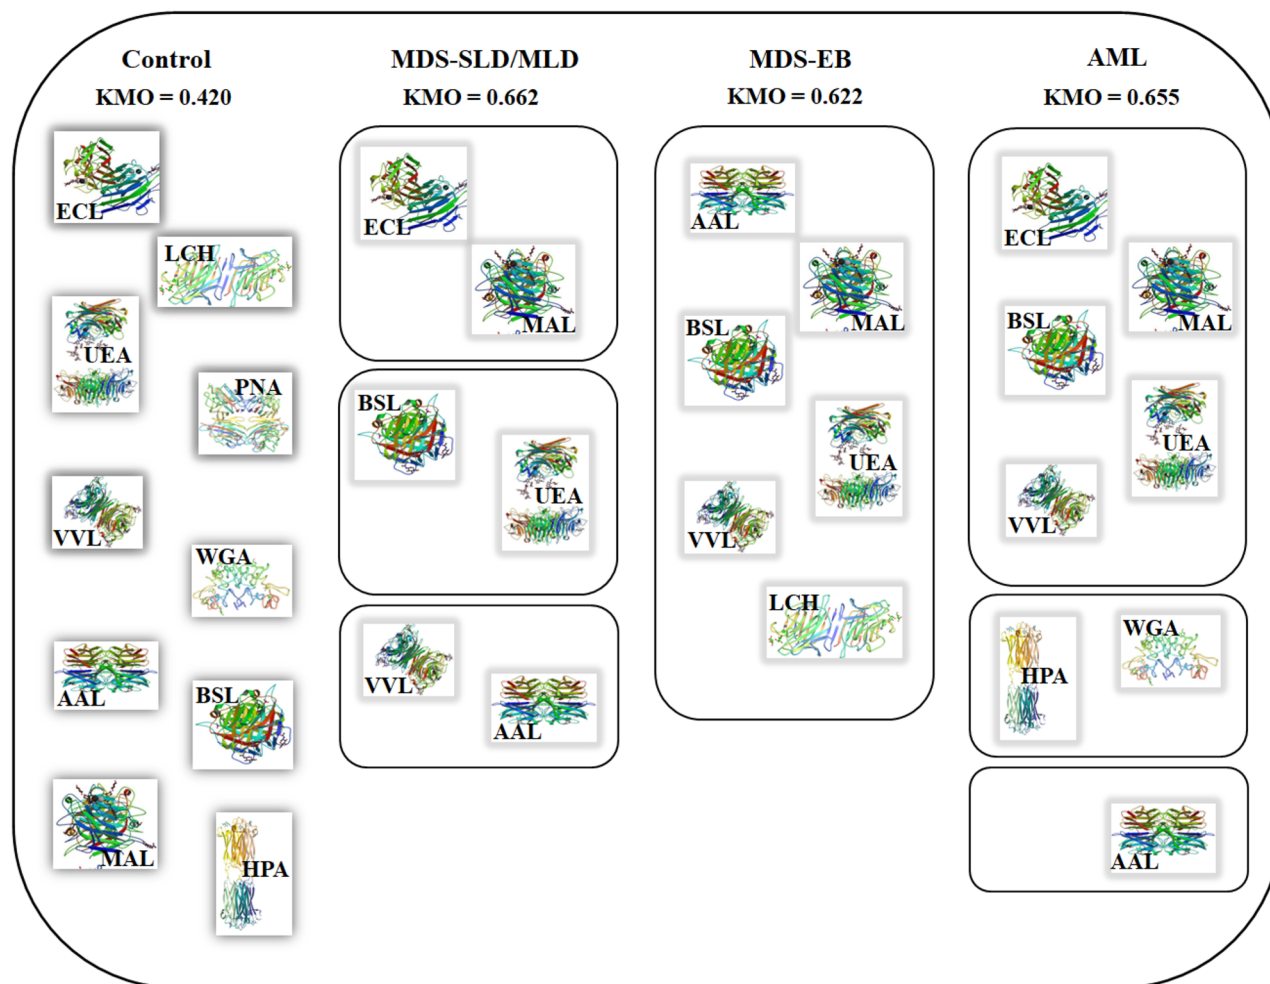 Control
KMO = 0.420
ECL
LCH
UEA
PNA
VVL
WGA
AAL
BSL
MAL
HPA
MDS-SLD/MLD
KMO = 0.662
ECL
MAL
BSL
UEA
VVL
AAL
MDS-EB
KMO = 0.622
AAL
MAL
BSL
UEA
VVL
LCH
AML
KMO = 0.655
ECL
MAL
BSL
UEA
VVL
WGA
HPA
AAL